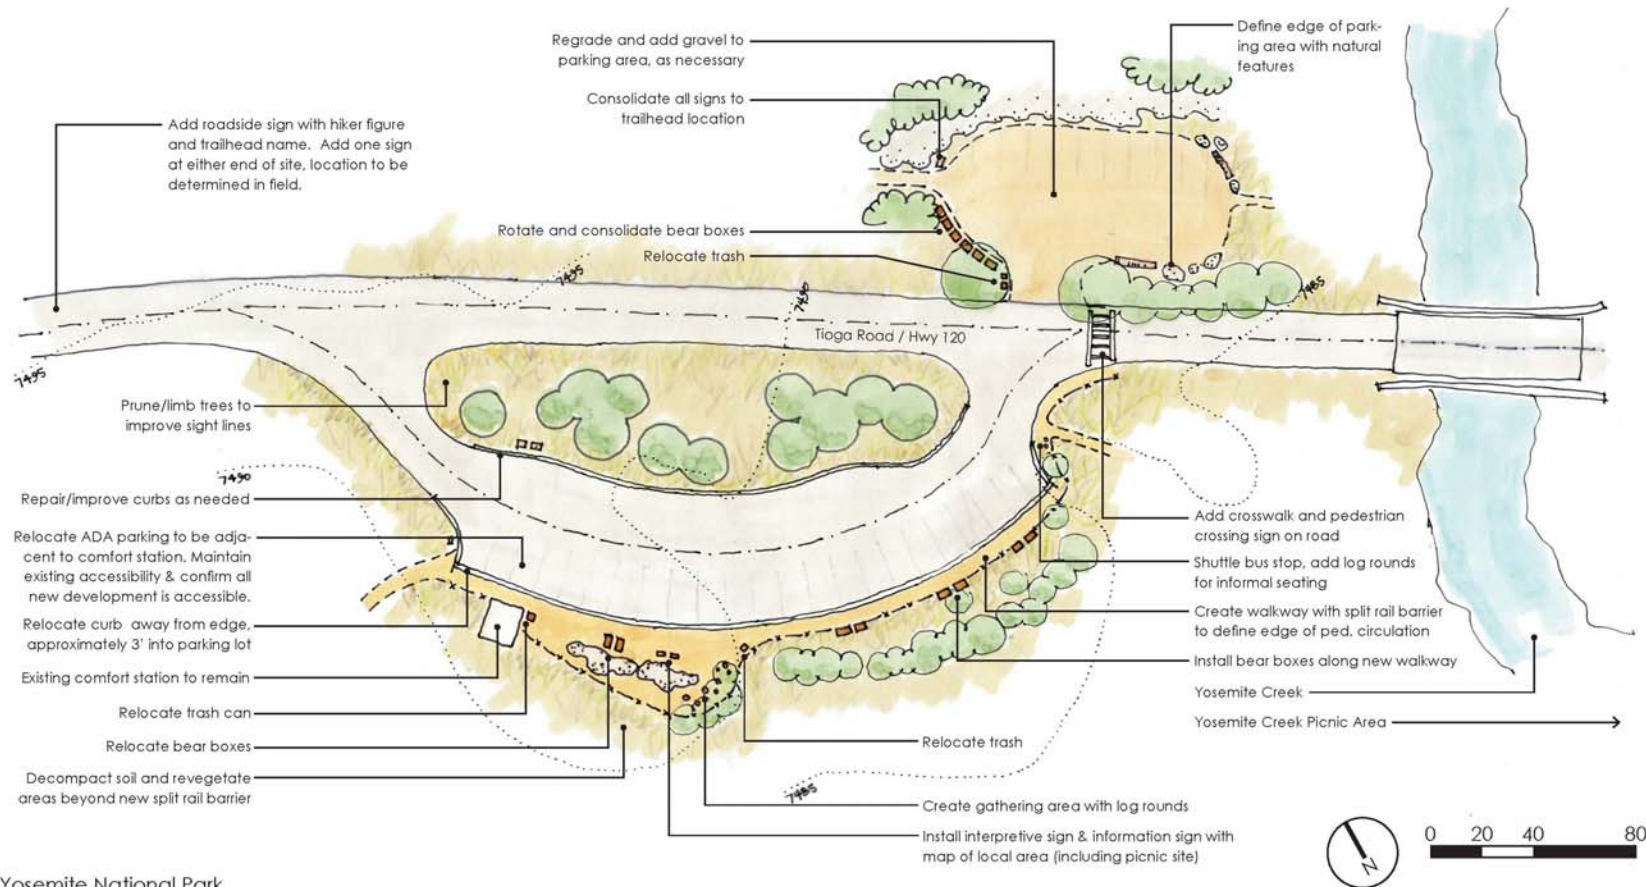 Regrade and add gravel to
parking area, as necessary
Define edge of park-
ing area with natural
features
Consolidate all signs to
trailhead location
Add roadside sign with hiker figure
and trailhead name.  Add one sign
at either end of site, location to be
determined in field.
Rotate and consolidate bear boxes
Relocate trash
7495
7490
7485
Tioga Road / Hwy 120
7495
Prune/limb trees to
improve sight lines
7490
Repair/improve curbs as needed
Relocate ADA parking to be adja-
cent to comfort station. Maintain
existing accessibility & confirm all
new development is accessible.
Relocate curb  away from edge,
approximately 3' into parking lot
Existing comfort station to remain
Relocate trash can
Relocate bear boxes
Decompact soil and revegetate
areas beyond new split rail barrier
Add crosswalk and pedestrian
crossing sign on road
Shuttle bus stop, add log rounds
for informal seating
Create walkway with split rail barrier
to define edge of ped. circulation
Install bear boxes along new walkway
Yosemite Creek
Yosemite Creek Picnic Area
Relocate trash
7485
Create gathering area with log rounds
Install interpretive sign & information sign with
map of local area (including picnic site)
N
0 20 40 80
Yosemite National Park